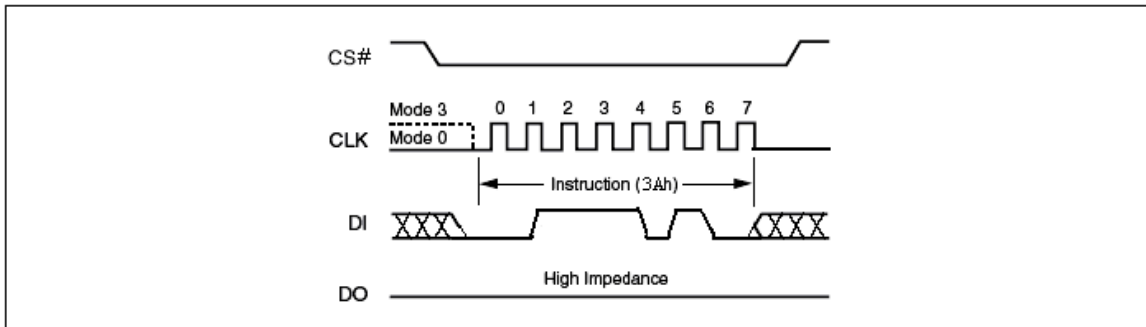 CS#
Mode 3 0 1 2 3 4 5 6 7
CLK Mode 0
Instruction (3Ah)
DI
High Impedance
DO